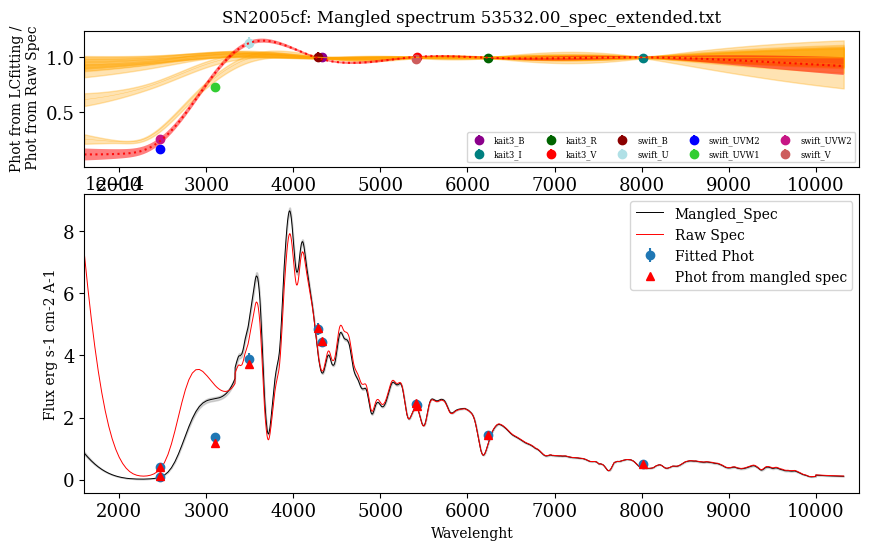 SN2005cf: Mangled spectrum 53532.00_spec_extended.txt
Phot from LCfitting /
Phot from Raw Spec
1.0
0.5
kait3_B kait3_R swift_B swift_UVM2 swift_UVW2
kait3_I kait3_V swift_U swift_UVW1 swift_V
2000 3000 4000 5000 6000 7000 8000 9000 10000
1e−14
Flux erg s-1 cm-2 A-1
8
6
4
2
0
Mangled_Spec
Raw Spec
Fitted Phot
Phot from mangled spec
2000 3000 4000 5000 6000 7000 8000 9000 10000
Wavelenght